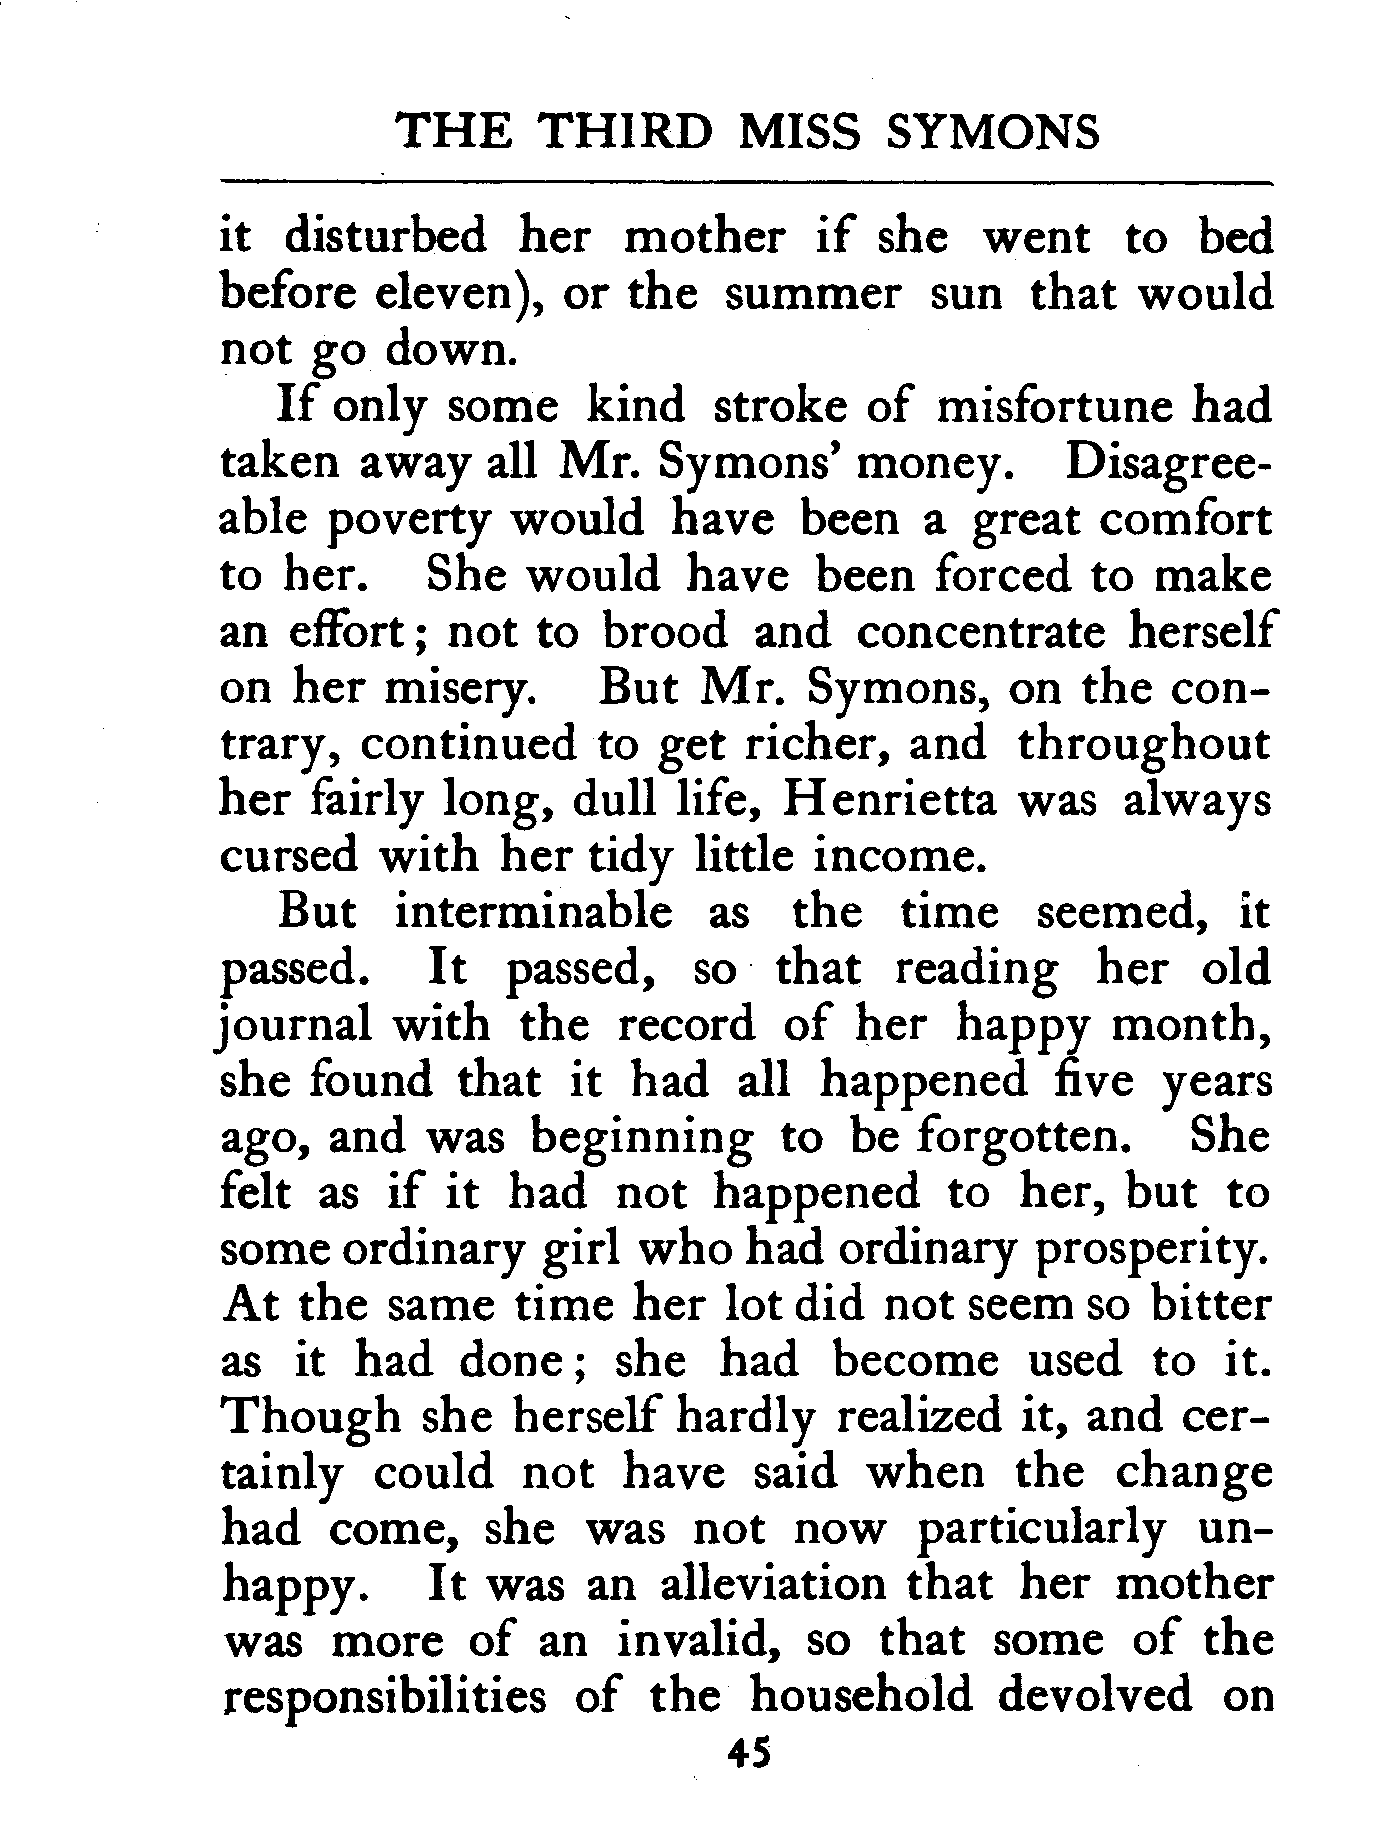 THE THIRD MISS SYMONS
it disturbed her mother if she went to bed
before eleven), or the summer sun that would
not go down.
If only some kind stroke of misfortune had
taken away all Mr. Symons' money. Disagree-
able poverty would have been a great comfort
to her. She would have been forced to make
an effort; not to brood and concentrate herself
on her misery. But Mr. Symons, on the con-
trary, continued to get richer, and throughout
her fairly long, dull life, Henrietta was always
cursed with her tidy little income.
But interminable as the time seemed, it
passed. It passed, so that reading her old
journal with the record of her happy month,
she found that it had all happened five years
ago, and was beginning to be forgotten. She
felt as if it had not happened to her, but to
some ordinary girl who had ordinary prosperity.
At the same time her lot did not seem so bitter
as it had done; she had become used to it.
Though she herself hardly realized it, and cer-
tainly could not have said when the change
had come, she was not now particularly un-
happy. It was an alleviation that her mother
was more of an invalid, so that some of the
responsibilities of the household devolved on
45